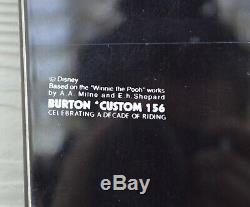 © Disney
Based on the "Winnie the Pooh" works
by A.A. Milne and E.h. Shepard
BURTON *CUSTOM 156
CELEBRATING A DECADE OF RIDING